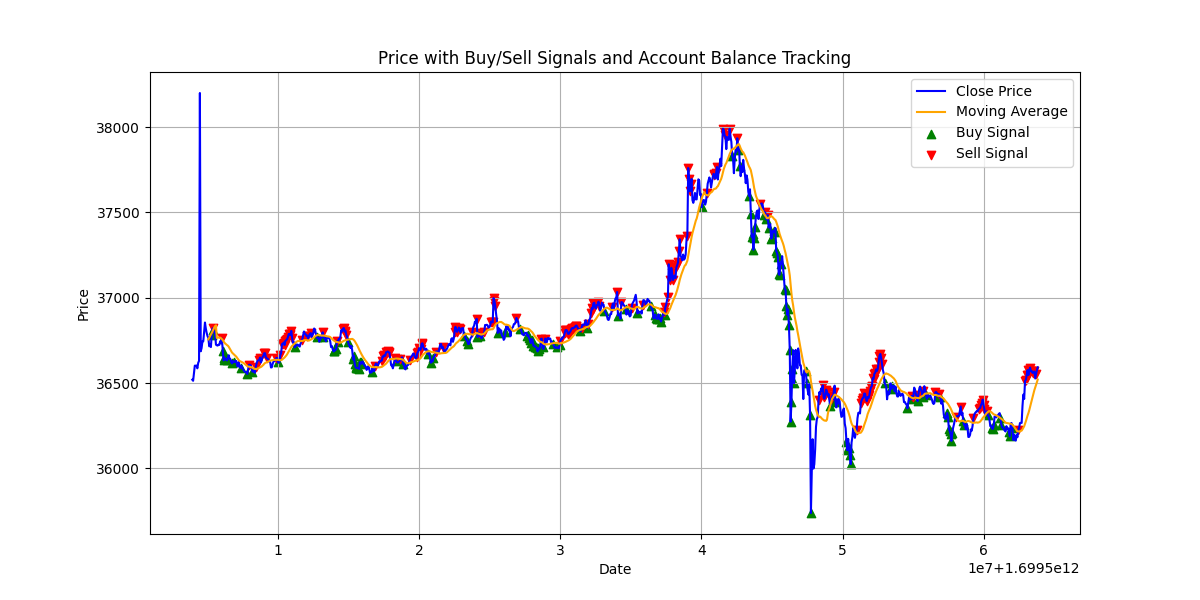 Price with Buy/Sell Signals and Account Balance Tracking
Close Price
Moving Average
Buy Signal
Sell Signal
38000
37500
37000
36500
36000
Price
1 2 3 4 5 6
1e7+1.6995e12
Date